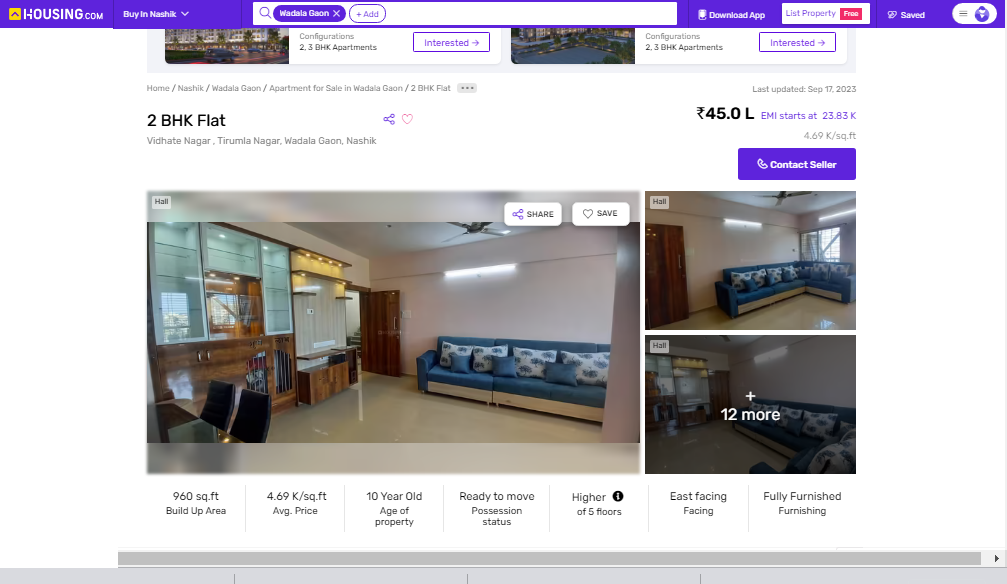 HOUSING.COM
Buy In Nashik
Wadala Gaon
+ Add
Download App
List Property Free
Saved
Configurations
2, 3 BHK Apartments
Interested →
Configurations
2, 3 BHK Apartments
Interested →
Home / Nashik / Wadala Gaon / Apartment for Sale in Wadala Gaon / 2 BHK Flat
Last updated: Sep 17, 2023
2 BHK Flat
₹45.0 L EMI starts at 23.83 K
Vidhate Nagar , Tirumla Nagar, Wadala Gaon, Nashik
4.69 K/sq.ft
Contact Seller
Hall
SHARE
SAVE
Hall
Hall
+
12 more
960 sq.ft
Build Up Area
4.69 K/sq.ft
Avg. Price
10 Year Old
Age of
property
Ready to move
Possession
status
Higher
of 5 floors
East facing
Facing
Fully Furnished
Furnishing